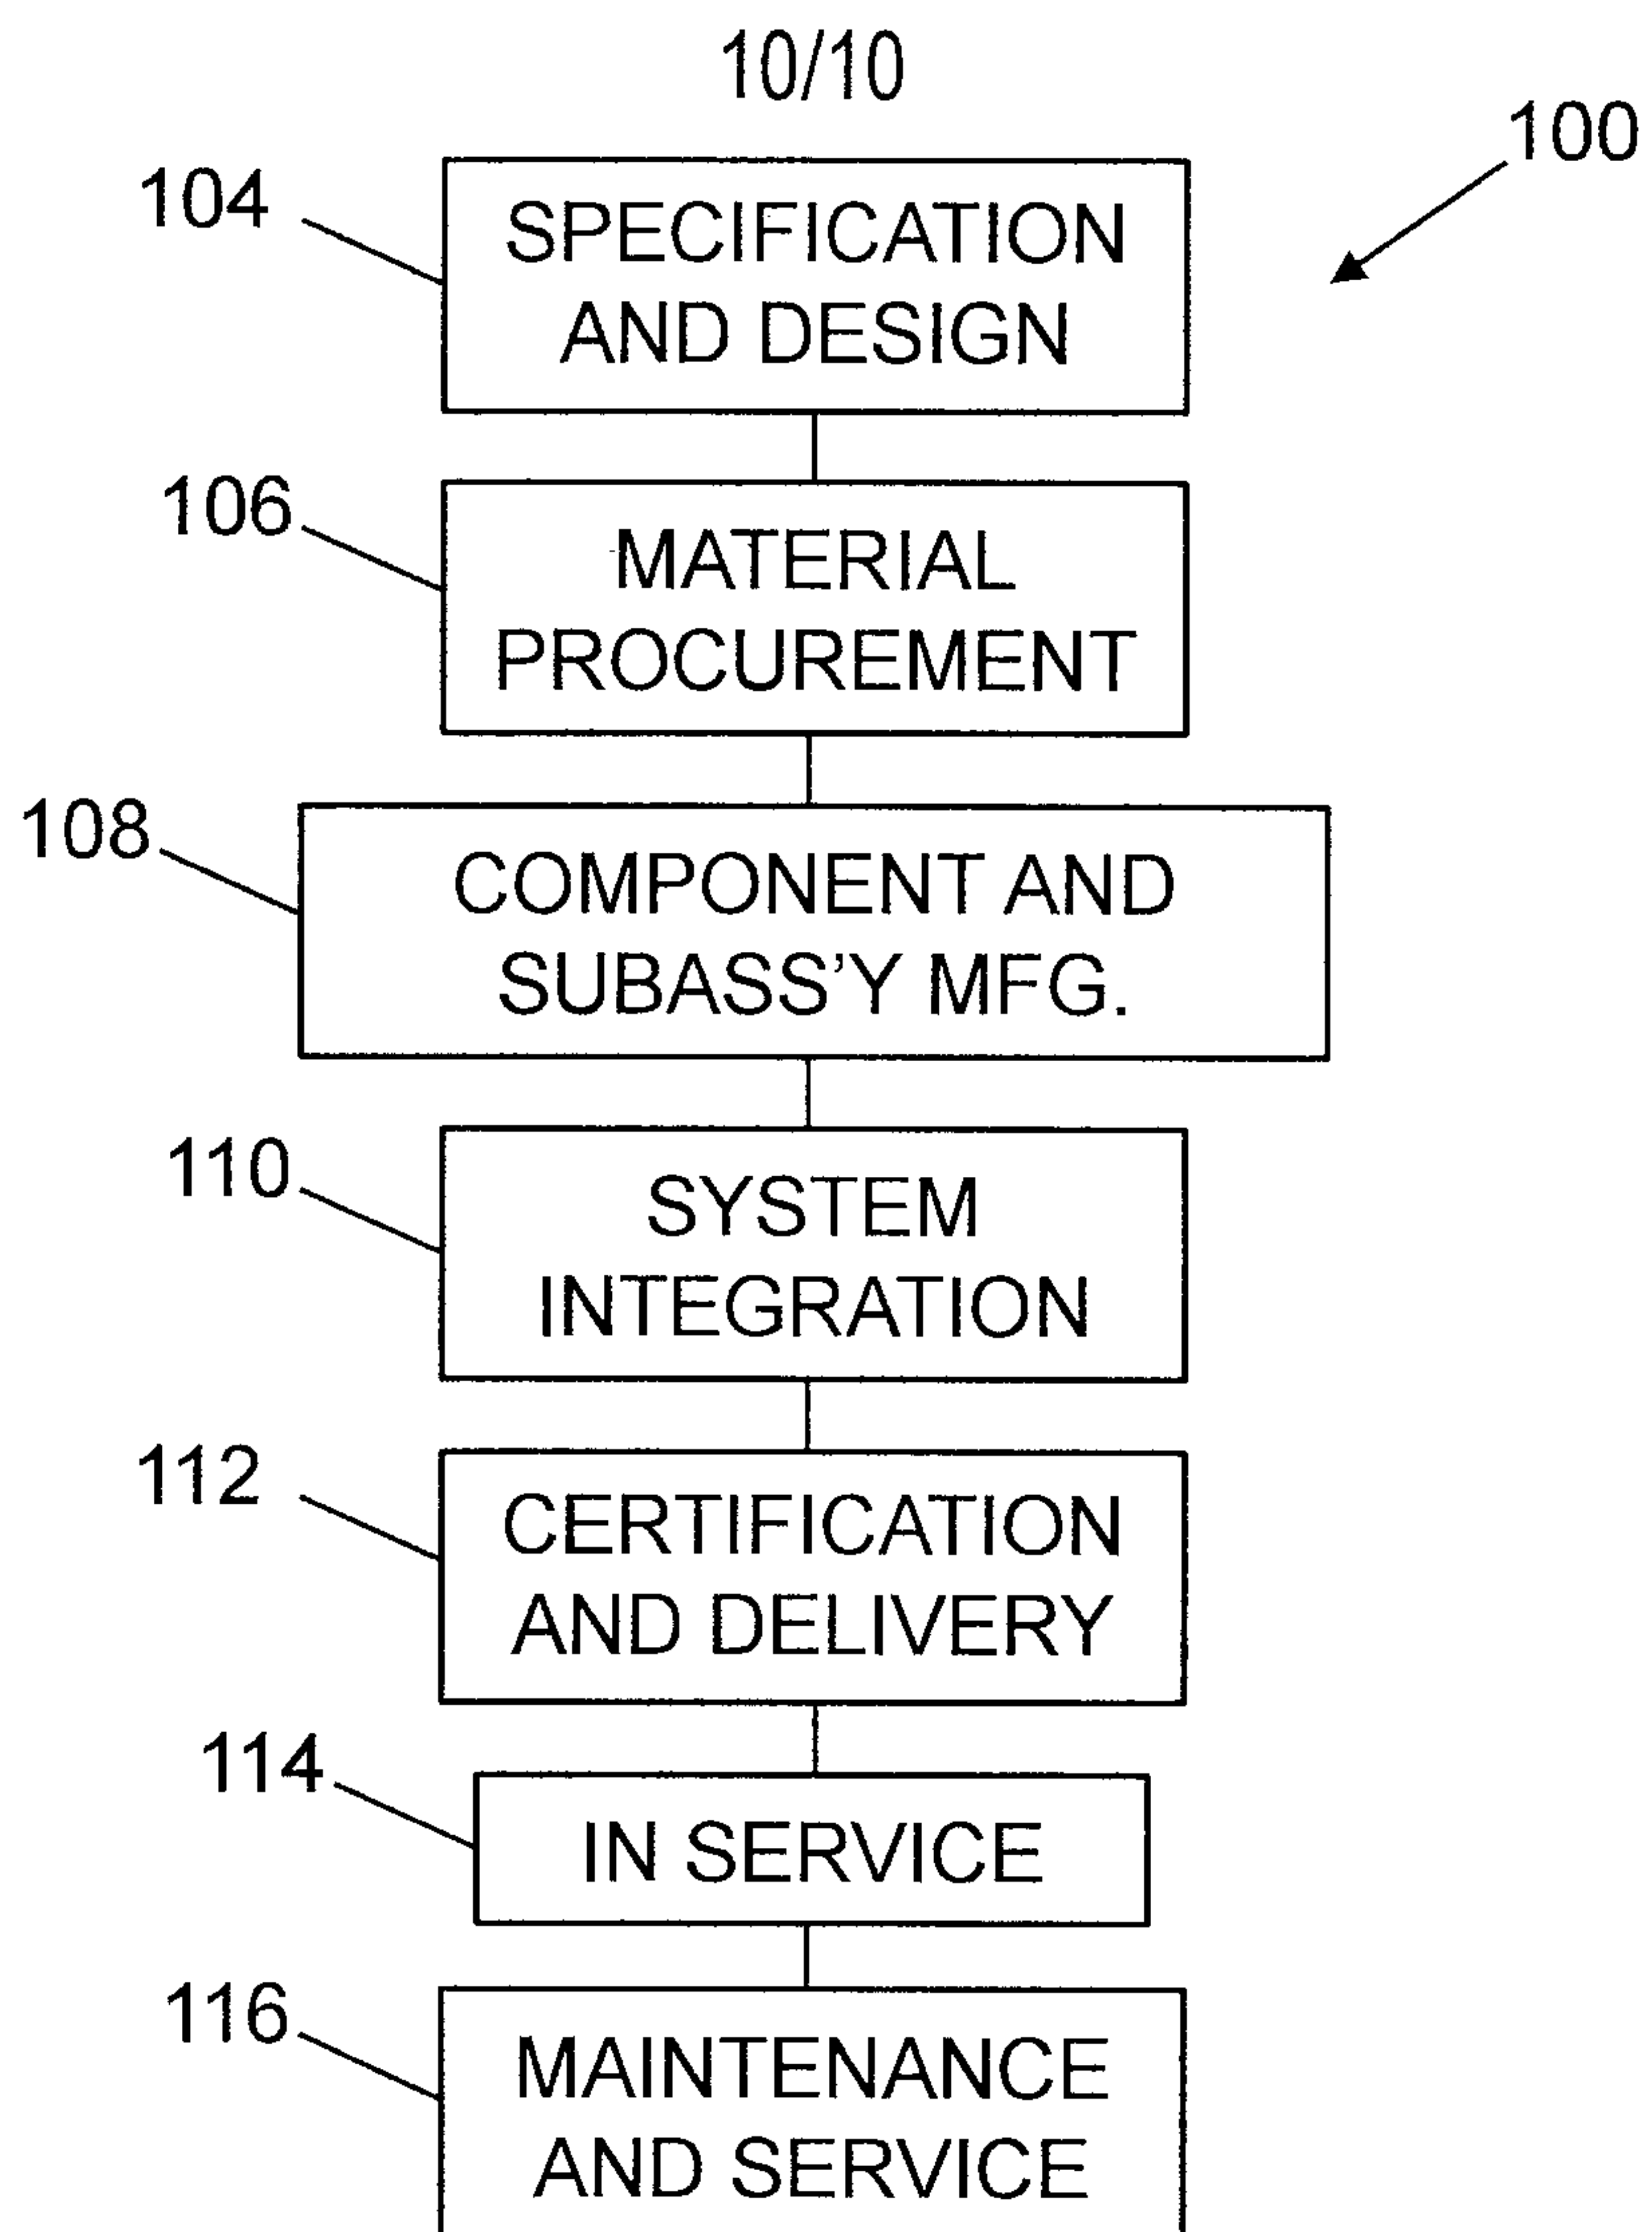 10/10
100
104
SPECIFICATION
AND DESIGN
106
MATERIAL
PROCUREMENT
108
COMPONENT AND
SUBASS'Y MFG.
110
SYSTEM
INTEGRATION
112
CERTIFICATION
AND DELIVERY
114
IN SERVICE
116
MAINTENANCE
AND SERVICE